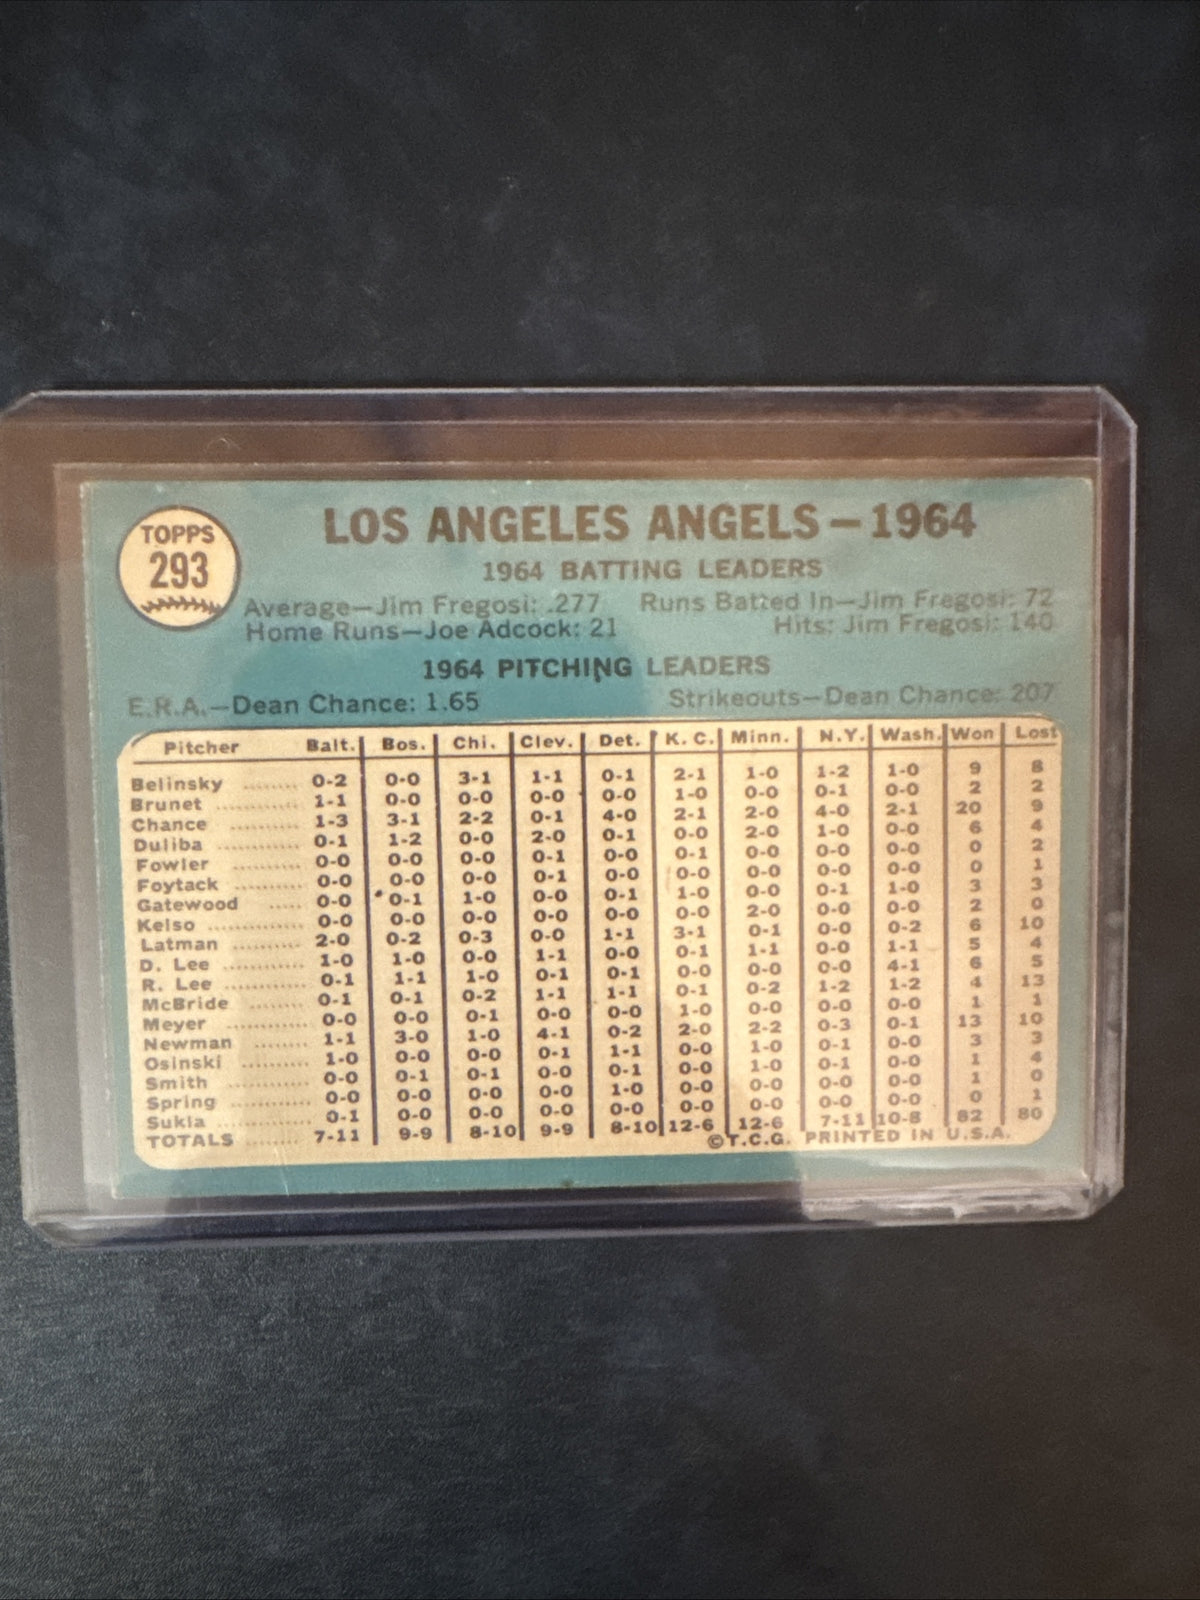 TOPPS
293
LOS ANGELES ANGELS—1964
1964 BATTING LEADERS
Average—Jim Fregosi: .277 Runs Batted In—Jim Fregosi: 72
Home Runs—Joe Adcock: 21 Hits: Jim Fregosi: 140
1964 PITCHING LEADERS
E.R.A.—Dean Chance: 1.65 Strikeouts—Dean Chance: 207
Pitcher Balt. Bos. Chi. Clev. Det. K. C. Minn. N.Y. Wash. Won Lost
Belinsky ........ 0-2 0-0 3-1 1-1 0-1 2-1 1-0 1-2 1-0 9 8
Brunet .......... 1-1 0-0 0-0 0-0 0-0 1-0 0-0 0-1 0-0 2 2
Chance .......... 1-3 3-1 2-2 0-1 4-0 2-1 2-0 4-0 2-1 20 9
Duliba ........... 0-1 1-2 0-0 2-0 0-1 0-0 2-0 1-0 0-0 6 4
Fowler .......... 0-0 0-0 0-0 0-1 0-0 0-1 0-0 0-0 0-0 0 2
Foytack ......... 0-0 0-0 0-0 0-1 0-0 0-0 0-0 0-0 0-0 0 1
Gatewood ..... 0-0 0-1 1-0 0-0 0-0 1-0 0-0 0-1 1-0 3 3
Kelso ............ 0-0 0-0 0-0 0-0 0-0 0-0 2-0 0-0 0-0 2 0
Latman ......... 2-0 0-2 0-3 0-0 1-1 3-1 0-1 0-0 0-2 6 10
D. Lee ........... 1-0 1-0 0-0 1-1 0-0 0-1 1-1 0-0 1-1 5 4
R. Lee ........... 0-1 1-1 1-0 0-1 0-1 0-0 0-0 0-0 4-1 6 5
McBride ........ 0-1 0-1 0-2 1-1 1-1 0-1 0-2 1-2 1-2 4 13
Meyer ........... 0-0 0-0 0-1 0-0 0-0 1-0 0-0 0-0 0-0 1 1
Newman ....... 1-1 3-0 1-0 4-1 0-2 2-0 2-2 0-3 0-1 13 10
Osinski ......... 1-0 0-0 0-0 0-1 1-1 0-0 1-0 0-1 0-0 3 3
Smith ........... 0-0 0-1 0-1 0-0 0-0 0-0 1-0 0-1 0-0 1 4
Spring ........... 0-0 0-0 0-0 0-0 1-0 0-0 0-0 0-0 0-0 1 0
Sukla ............ 0-1 0-0 0-0 0-0 0-0 0-0 0-0 0-0 0-0 0 1
TOTALS ....... 7-11 9-9 8-10 9-9 8-10 12-6 12-6 7-11 10-8 82 80
©T.C.G. PRINTED IN U.S.A.